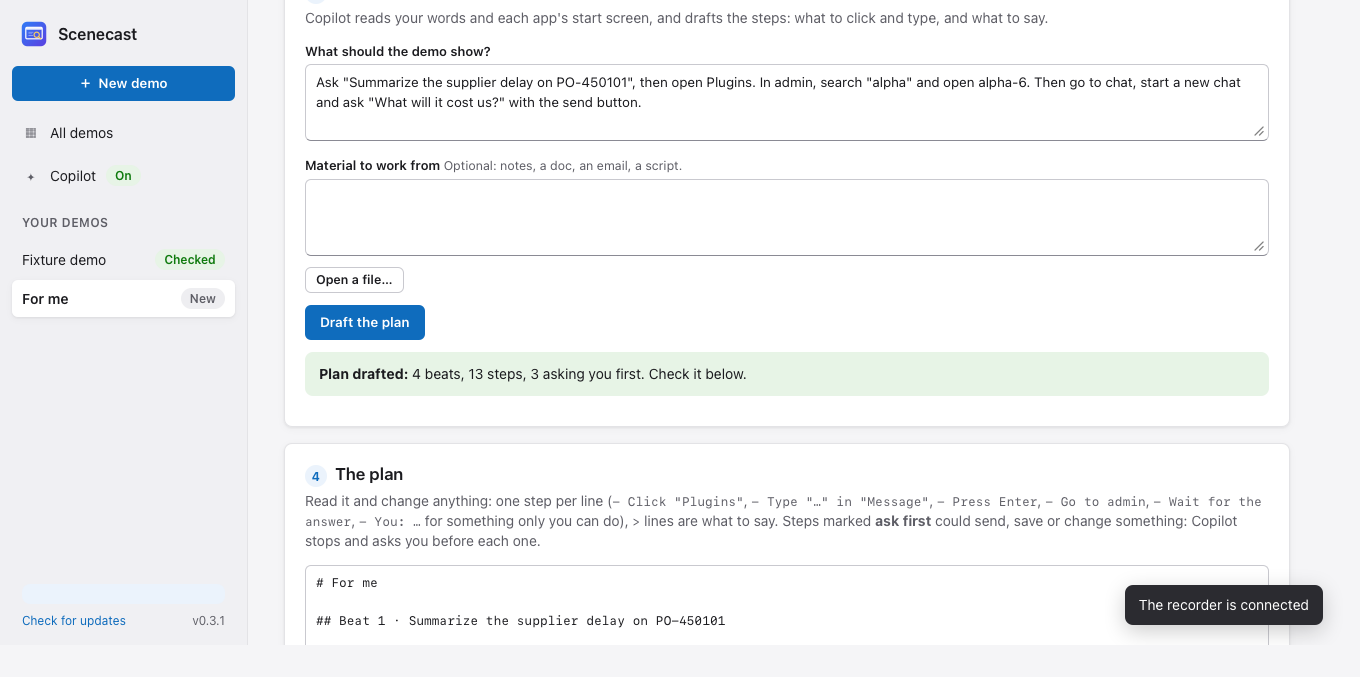 Scenecast
+ New demo
All demos
Copilot On
YOUR DEMOS
Fixture demo Checked
For me New
Check for updates v0.3.1
Copilot reads your words and each app's start screen, and drafts the steps: what to click and type, and what to say.
What should the demo show?
Ask "Summarize the supplier delay on PO-450101", then open Plugins. In admin, search "alpha" and open alpha-6. Then go to chat, start a new chat
and ask "What will it cost us?" with the send button.
Material to work from Optional: notes, a doc, an email, a script.
Open a file...
Draft the plan
Plan drafted: 4 beats, 13 steps, 3 asking you first. Check it below.
4 The plan
Read it and change anything: one step per line (– Click "Plugins", – Type "…" in "Message", – Press Enter, – Go to admin, – Wait for the
answer, – You: … for something only you can do), > lines are what to say. Steps marked ask first could send, save or change something: Copilot
stops and asks you before each one.
# For me
## Beat 1 · Summarize the supplier delay on PO-450101
The recorder is connected